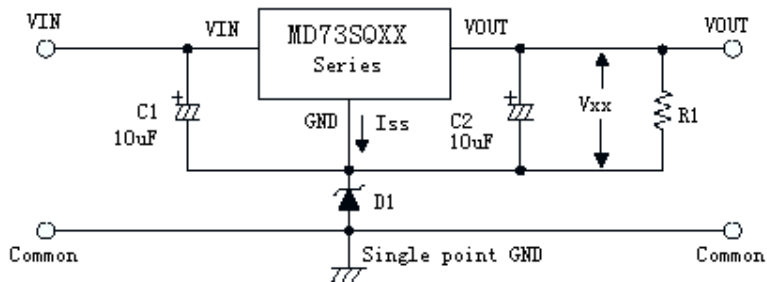 VIN
VIN
MD73SQXX
Series
VOUT
VOUT
C1
10uF
GND
Iss
C2
10uF
Vxx
R1
D1
Common
Single point GND
Common